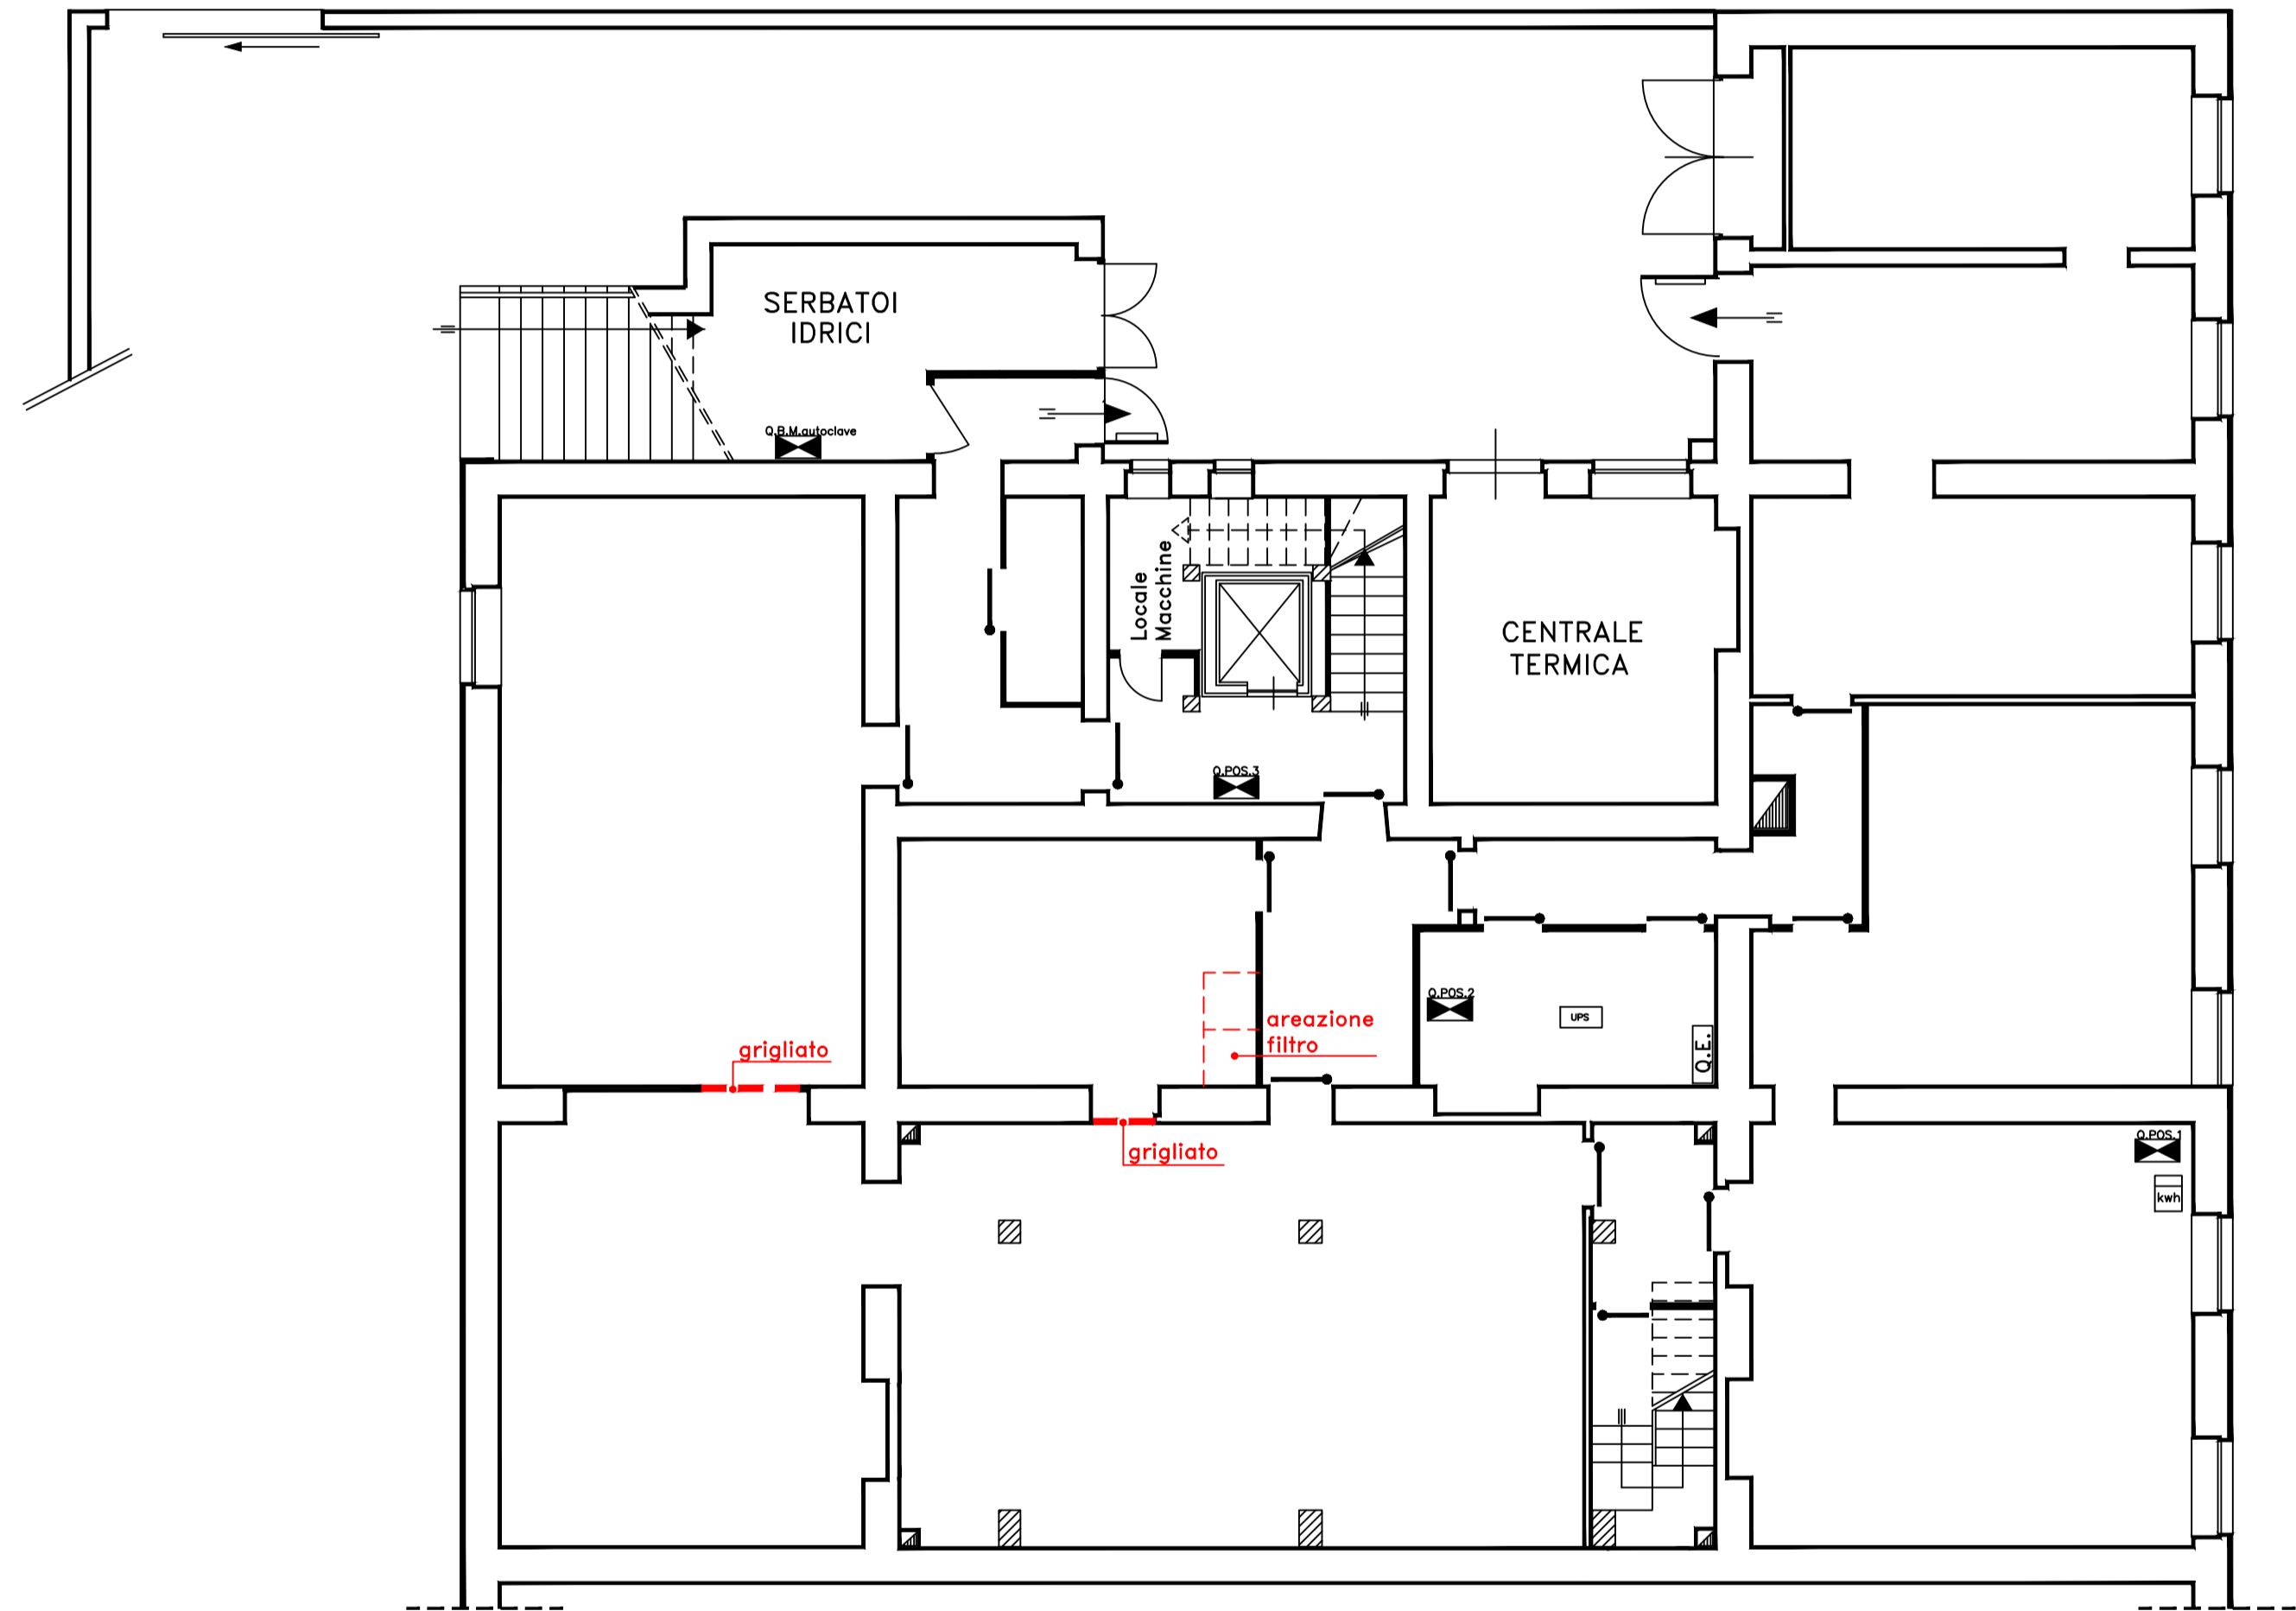 SERBATOI
IDRICI
Q.B.M.autoclave
Locale
Macchine
CENTRALE
TERMICA
Q.POS.3
Q.POS.2
UPS
Q.E.
areazione
filtro
grigliato
grigliato
Q.POS.1
kwh